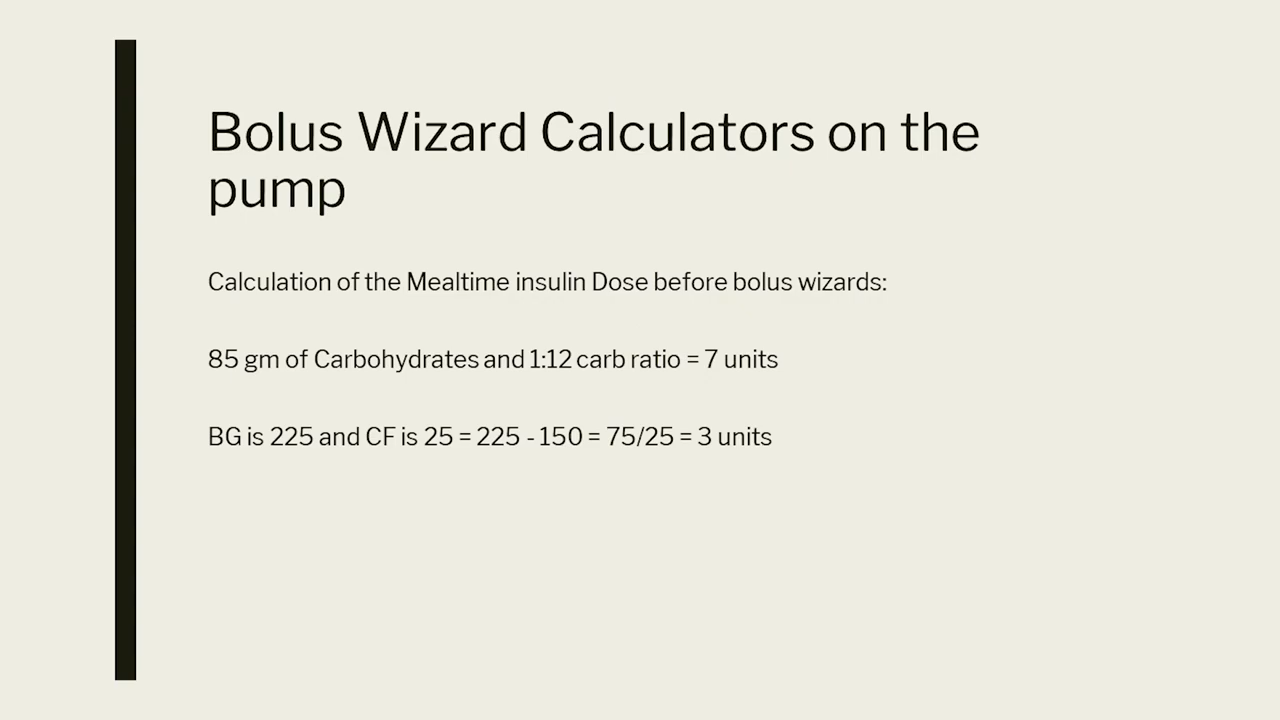 Bolus Wizard Calculators on the
pump
Calculation of the Mealtime insulin Dose before bolus wizards:
85 gm of Carbohydrates and 1:12 carb ratio = 7 units
BG is 225 and CF is 25 = 225 - 150 = 75/25 = 3 units